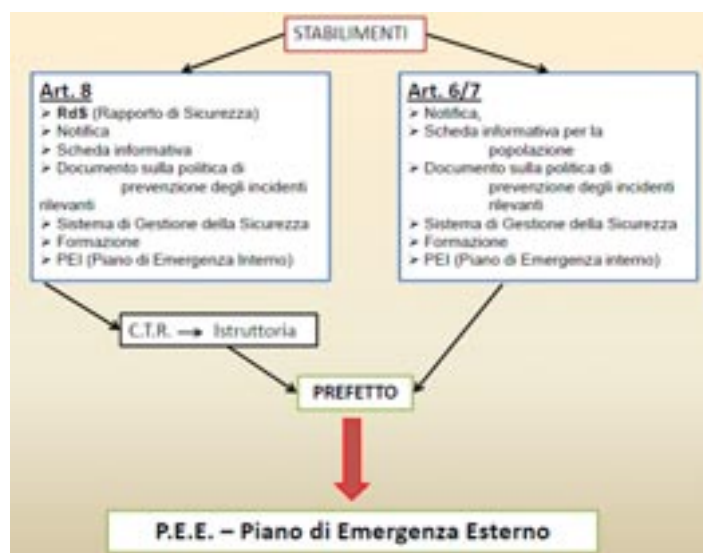 STABILIMENTI
Art. 8
➢ RdS (Rapporto di Sicurezza)
➢ Notifica
➢ Scheda informativa
➢ Documento sulla politica di
prevenzione degli incidenti
rilevanti
➢ Sistema di Gestione della Sicurezza
➢ Formazione
➢ PEI (Piano di Emergenza Interno)
Art. 6/7
➢ Notifica,
➢ Scheda informativa per la
popolazione
➢ Documento sulla politica di
prevenzione degli incidenti
rilevanti
➢ Sistema di Gestione della Sicurezza
➢ Formazione
➢ PEI (Piano di Emergenza interno)
C.T.R. → Istruttoria
PREFETTO
P.E.E. – Piano di Emergenza Esterno